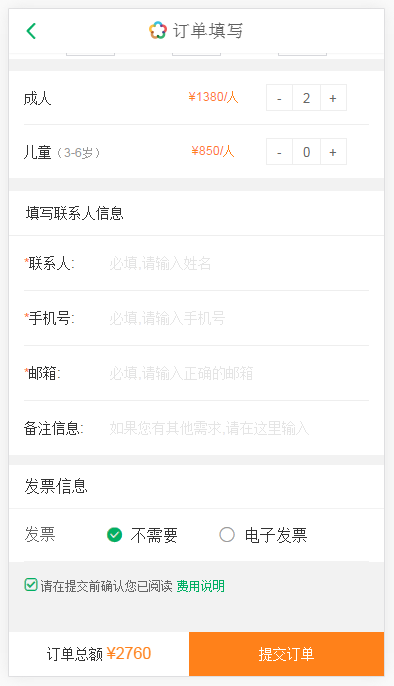 订单填写
成人 ¥1380/人 - 2 +
儿童（3-6岁） ¥850/人 - 0 +
填写联系人信息
*联系人: 必填,请输入姓名
*手机号: 必填,请输入手机号
*邮箱: 必填,请输入正确的邮箱
备注信息: 如果您有其他需求,请在这里输入
发票信息
发票 不需要 电子发票
请在提交前确认您已阅读 费用说明
订单总额 ¥2760 提交订单